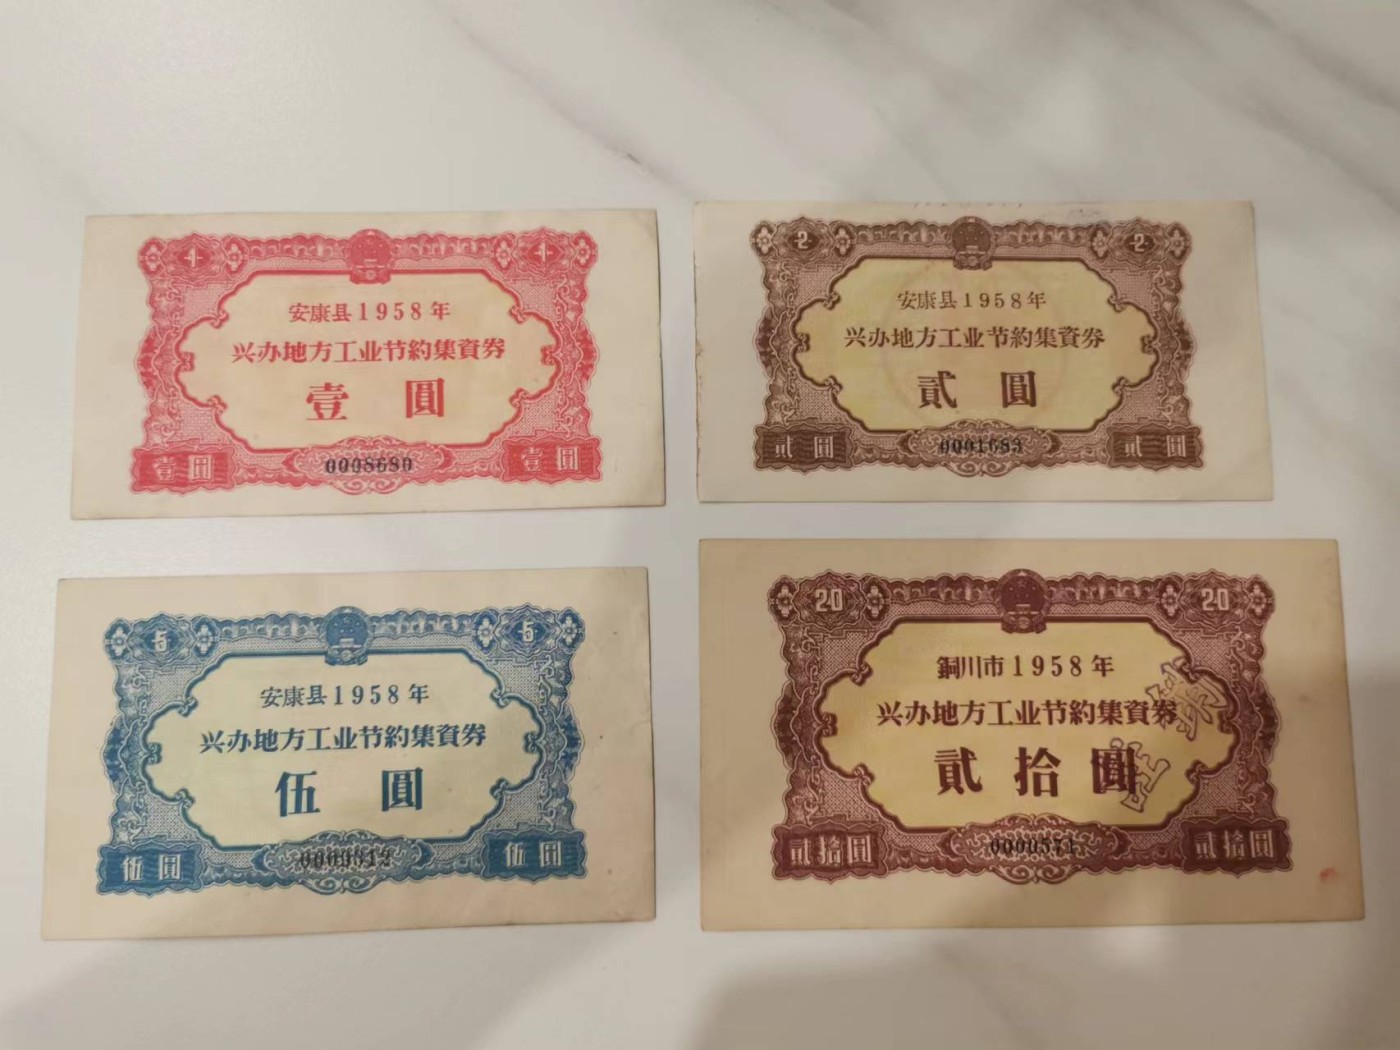 1 1
安康县1958年
兴办地方工业节約集資券
壹圓
壹圓 0008680 壹圓
2 2
安康县1958年
兴办地方工业节約集資券
貳圓
貳圓 0001683 貳圓
5 5
安康县1958年
兴办地方工业节約集資券
伍圓
伍圓 0000312 伍圓
20 20
銅川市1958年
兴办地方工业节約集資券
貳拾圓
貳拾圓 0000571 貳拾圓